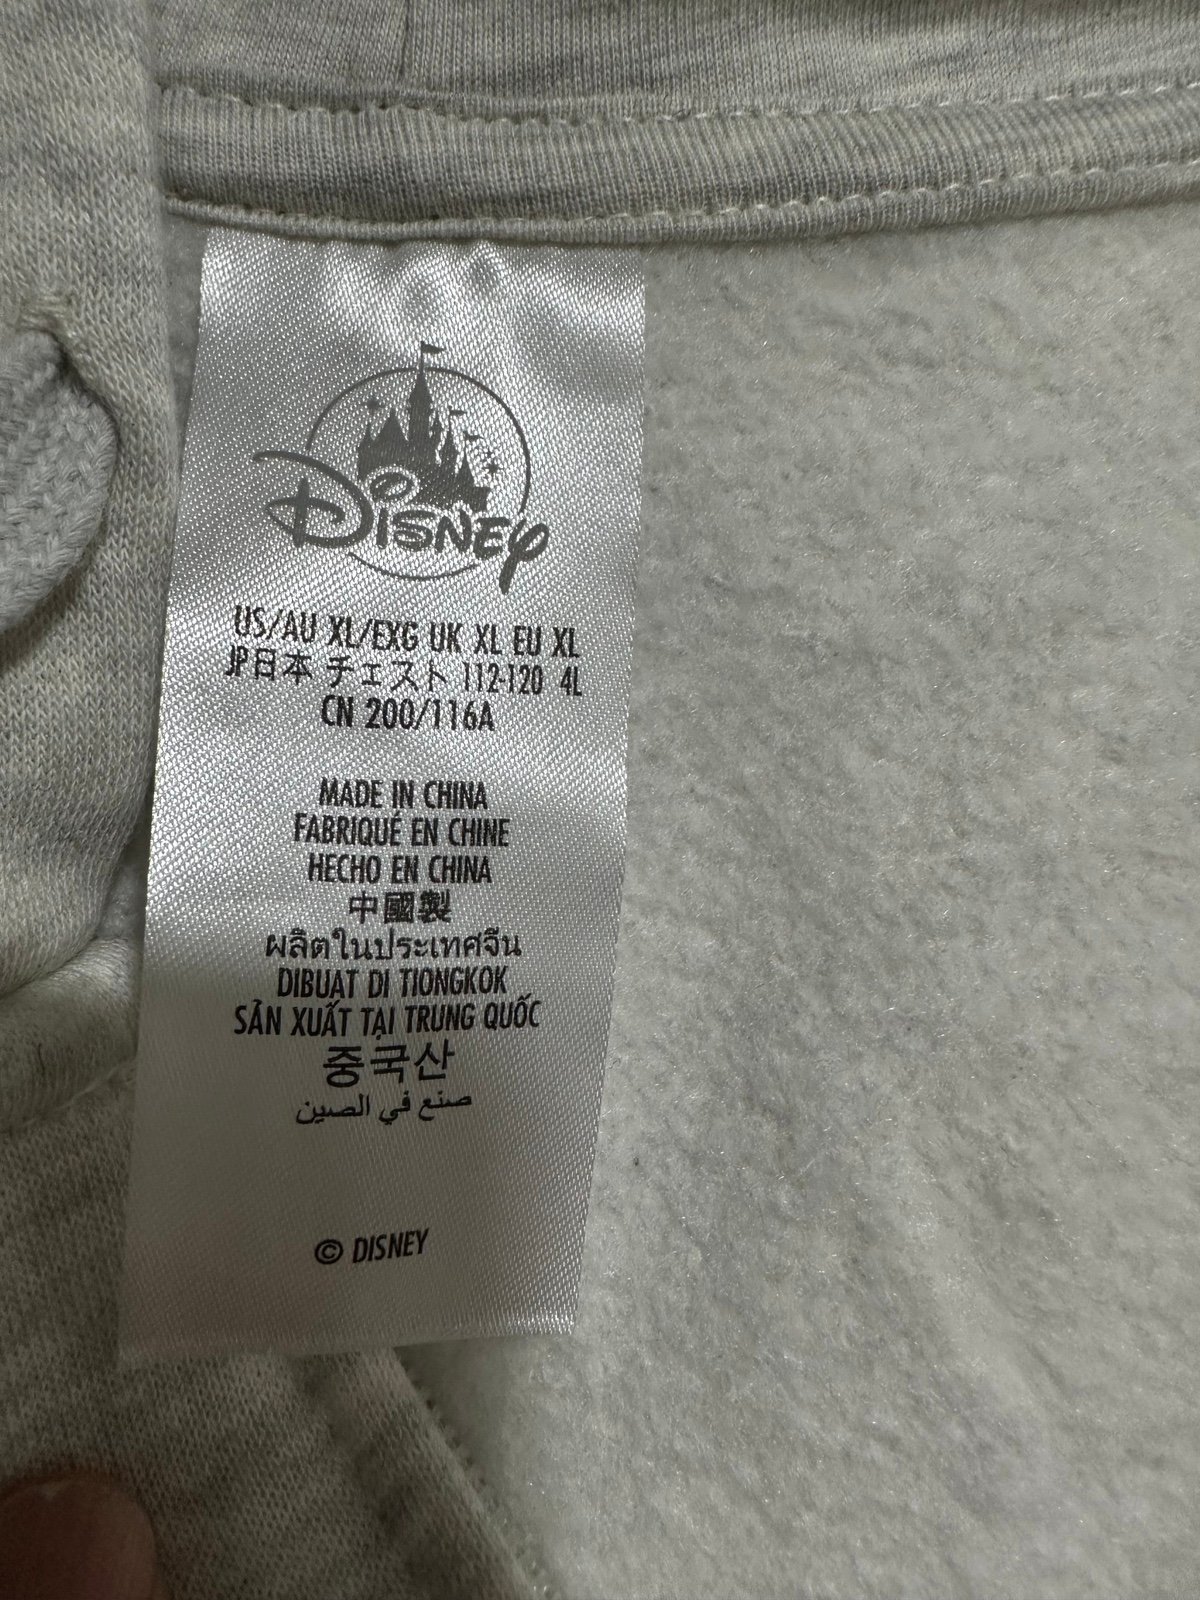 DISNEY
US/AU XL/EXG UK XL EU XL
JP日本 チェスト 112-120 4L
CN 200/116A
MADE IN CHINA
FABRIQUÉ EN CHINE
HECHO EN CHINA
中國製
ผลิตในประเทศจีน
DIBUAT DI TIONGKOK
SẢN XUẤT TẠI TRUNG QUỐC
중국산
صنع في الصين
© DISNEY